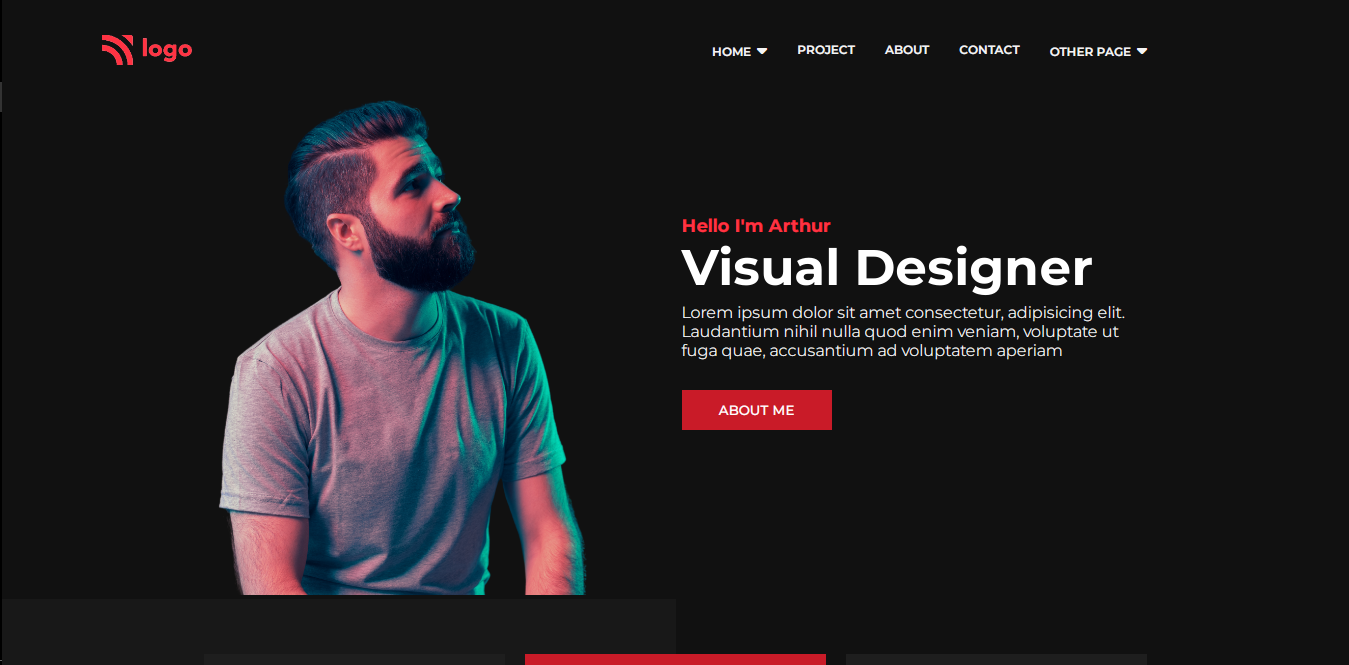 logo
HOME
PROJECT
ABOUT
CONTACT
OTHER PAGE
Hello I'm Arthur
Visual Designer
Lorem ipsum dolor sit amet consectetur, adipisicing elit.
Laudantium nihil nulla quod enim veniam, voluptate ut
fuga quae, accusantium ad voluptatem aperiam
ABOUT ME